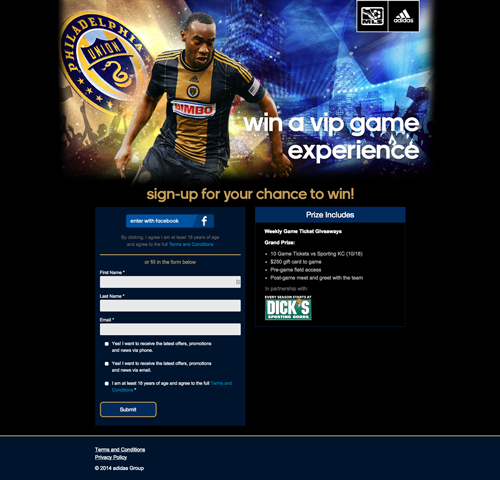 PHILADELPHIA
UNION
BIMBO
MLS
adidas
win a vip game
experience
sign-up for your chance to win!
enter with facebook f
By clicking, I agree I am at least 18 years of age
and agree to the full Terms and Conditions
or fill in the form below
First Name *
Last Name *
Email *
Yes! I want to receive the latest offers, promotions
and news via phone.
Yes! I want to receive the latest offers, promotions
and news via email.
I am at least 18 years of age and agree to the full Terms and
Conditions *
Submit
Prize Includes
Weekly Game Ticket Giveaways
Grand Prize:
• 10 Game Tickets vs Sporting KC (10/18)
• $250 gift card to game
• Pre-game field access
• Post-game meet and greet with the team
In partnership with:
EVERY SEASON STARTS AT
DICK'S
SPORTING GOODS
Terms and Conditions
Privacy Policy
© 2014 adidas Group